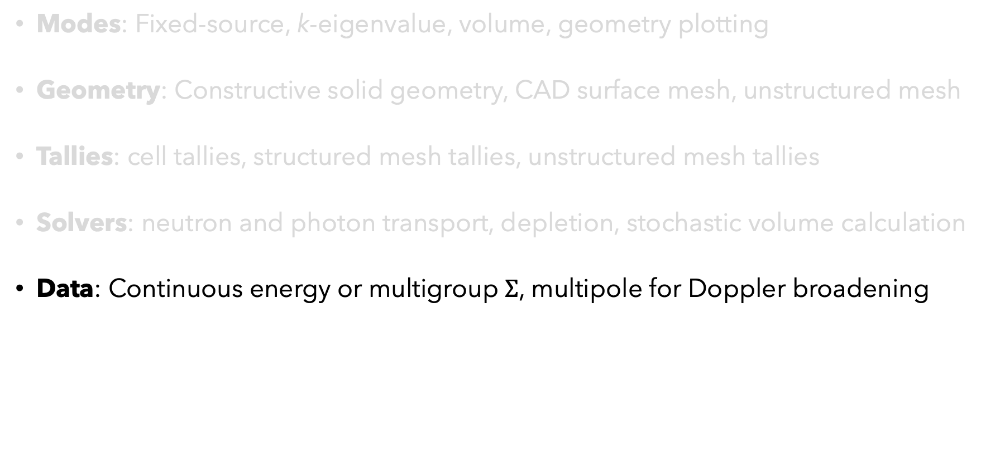 • Modes: Fixed-source, k-eigenvalue, volume, geometry plotting
• Geometry: Constructive solid geometry, CAD surface mesh, unstructured mesh
• Tallies: cell tallies, structured mesh tallies, unstructured mesh tallies
• Solvers: neutron and photon transport, depletion, stochastic volume calculation
• Data: Continuous energy or multigroup Σ, multipole for Doppler broadening